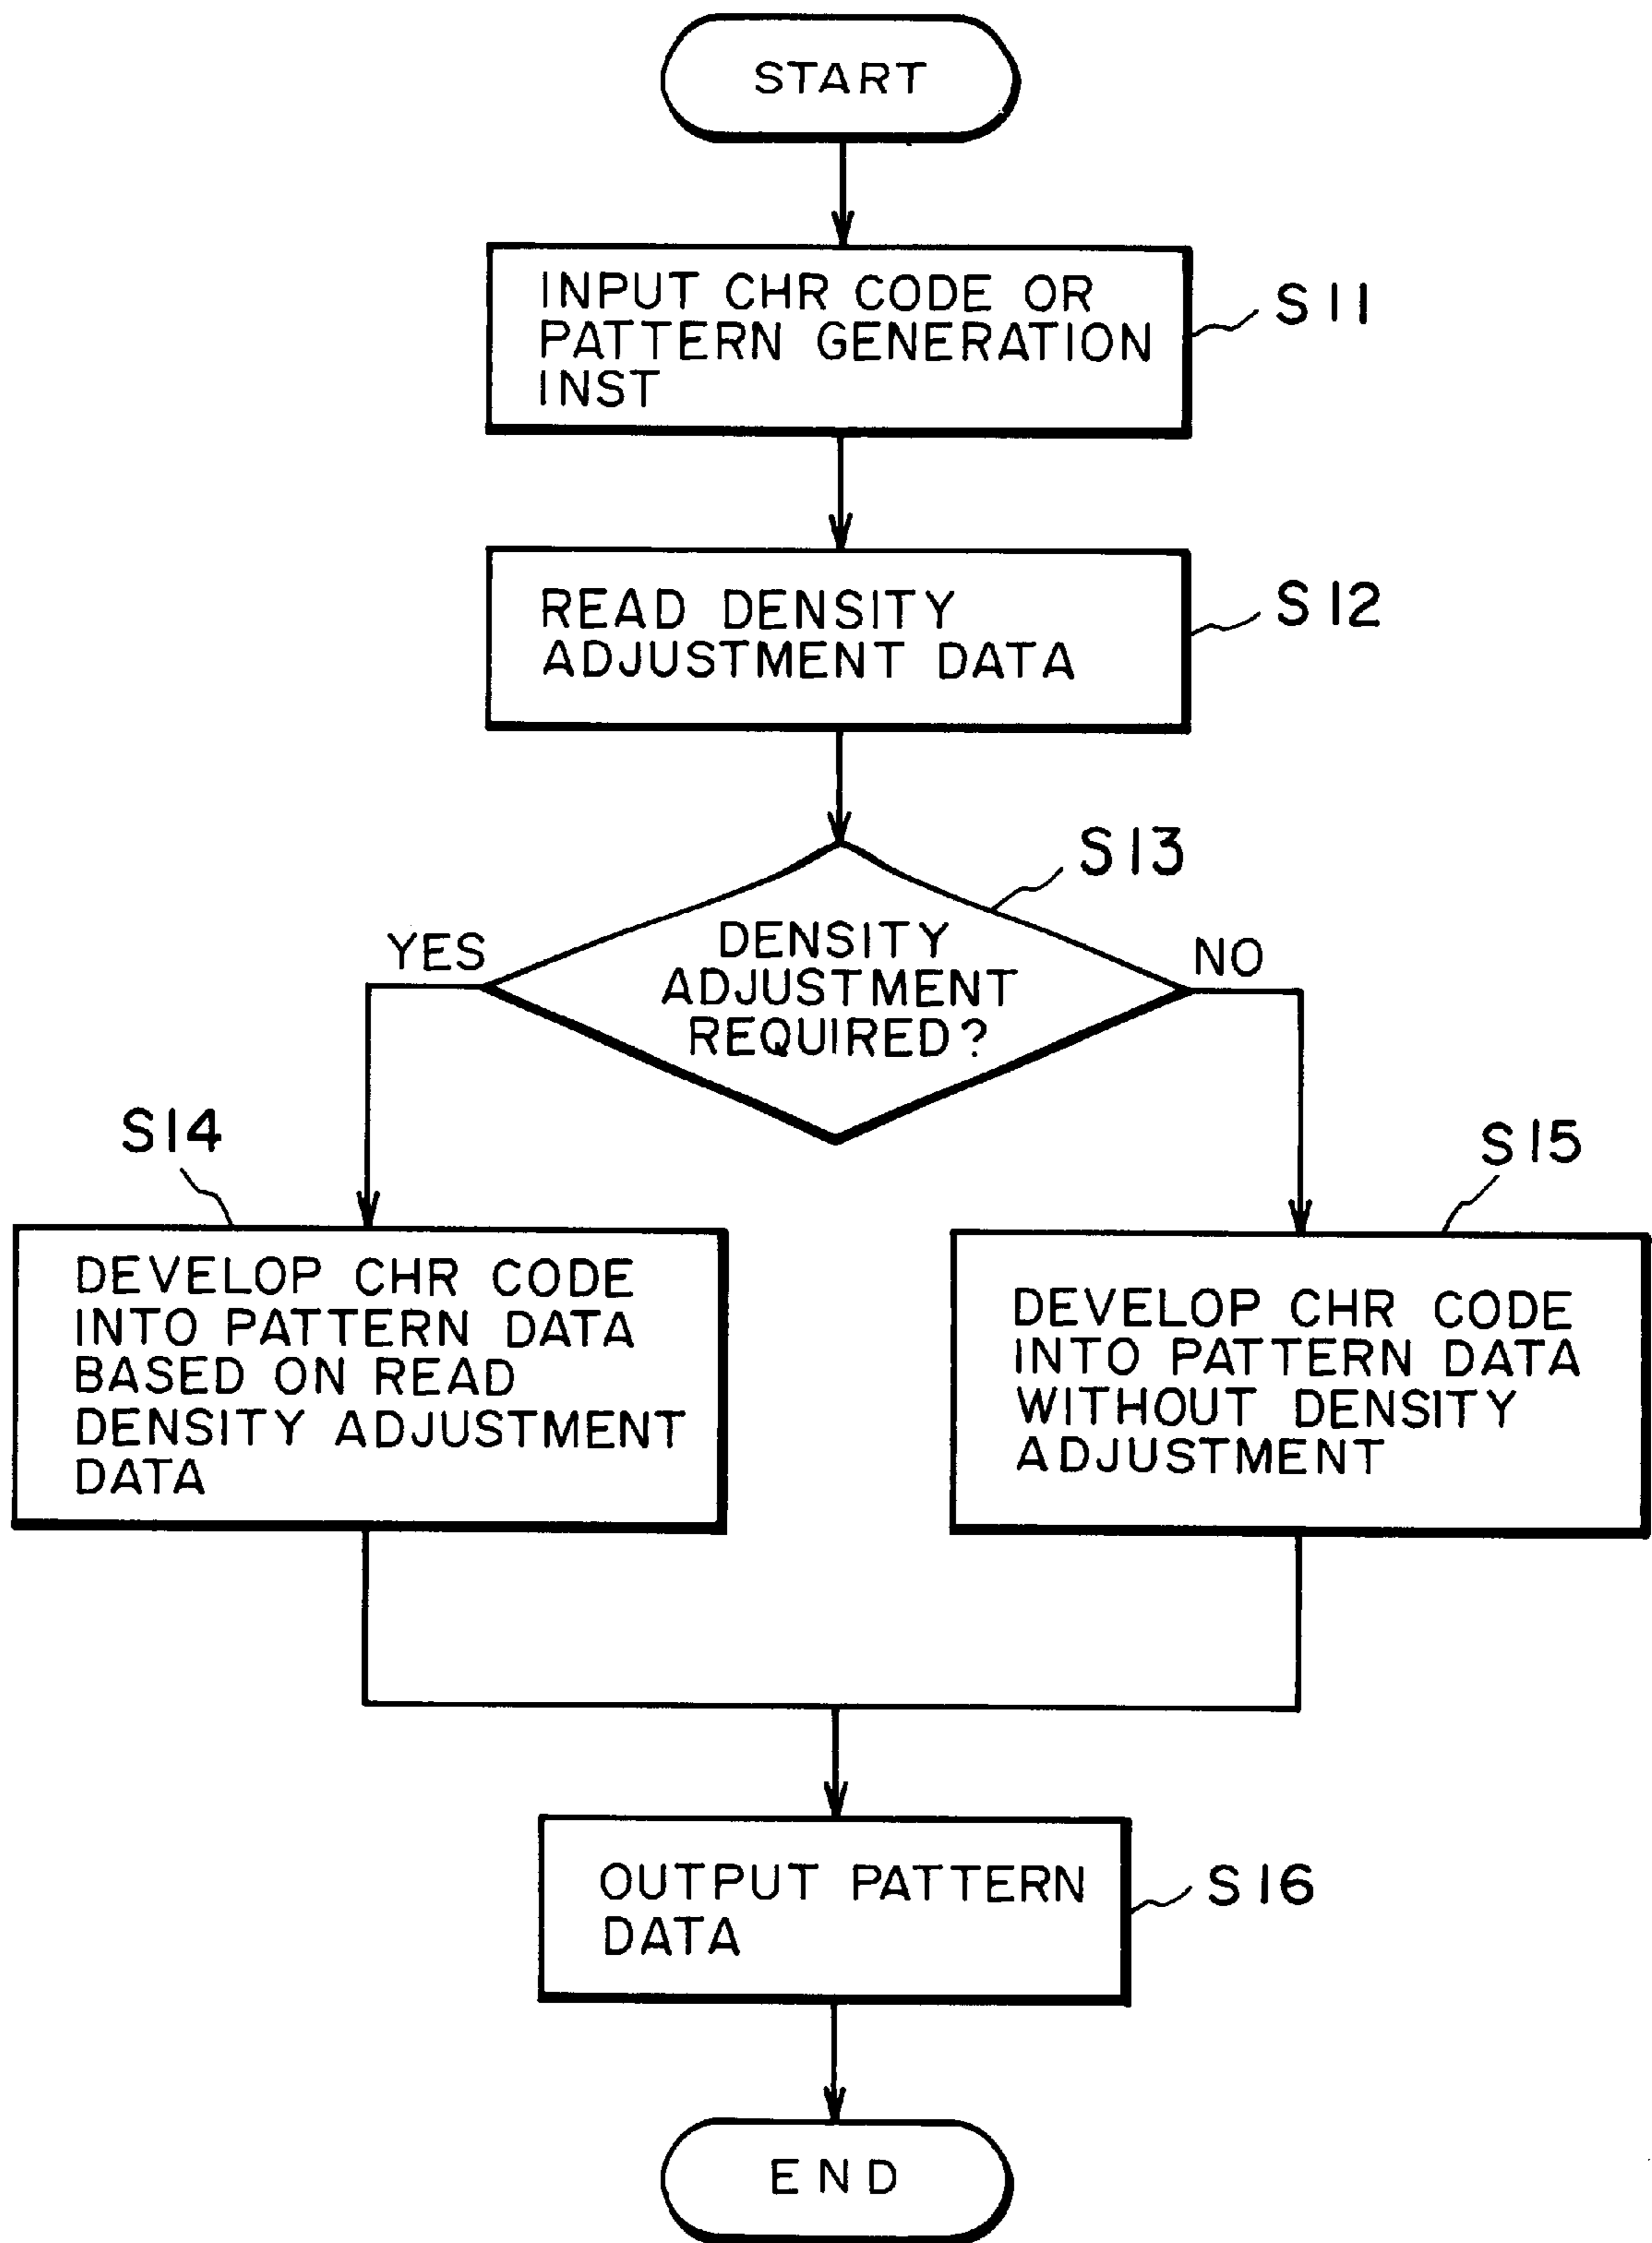 START
INPUT CHR CODE OR
PATTERN GENERATION
INST
S11
READ DENSITY
ADJUSTMENT DATA
S12
S13
DENSITY
ADJUSTMENT
REQUIRED?
YES
NO
S14
DEVELOP CHR CODE
INTO PATTERN DATA
BASED ON READ
DENSITY ADJUSTMENT
DATA
S15
DEVELOP CHR CODE
INTO PATTERN DATA
WITHOUT DENSITY
ADJUSTMENT
OUTPUT PATTERN
DATA
S16
END